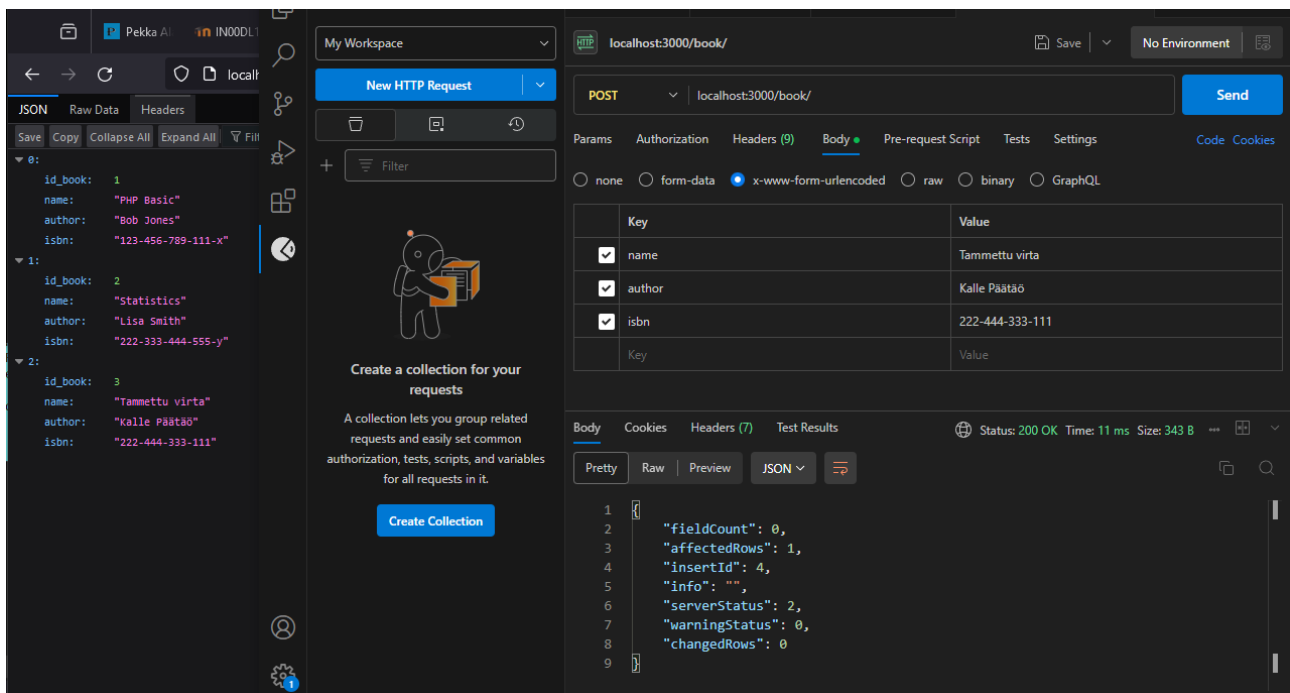 Pekka Al
IN00DL1
localh
JSON Raw Data Headers
Save Copy Collapse All Expand All Filt
0:
id_book: 1
name: "PHP Basic"
author: "Bob Jones"
isbn: "123-456-789-111-x"
1:
id_book: 2
name: "Statistics"
author: "Lisa Smith"
isbn: "222-333-444-555-y"
2:
id_book: 3
name: "Tammettu virta"
author: "Kalle Päätäö"
isbn: "222-444-333-111"
1
My Workspace
New HTTP Request
Filter
Create a collection for your
requests
A collection lets you group related
requests and easily set common
authorization, tests, scripts, and variables
for all requests in it.
Create Collection
HTTP localhost:3000/book/ Save No Environment
POST localhost:3000/book/ Send
Params Authorization Headers (9) Body Pre-request Script Tests Settings Code Cookies
none form-data x-www-form-urlencoded raw binary GraphQL
Key Value
name Tammettu virta
author Kalle Päätäö
isbn 222-444-333-111
Key Value
Body Cookies Headers (7) Test Results Status: 200 OK Time: 11 ms Size: 343 B
Pretty Raw Preview JSON
1 {
2 "fieldCount": 0,
3 "affectedRows": 1,
4 "insertId": 4,
5 "info": "",
6 "serverStatus": 2,
7 "warningStatus": 0,
8 "changedRows": 0
9 }